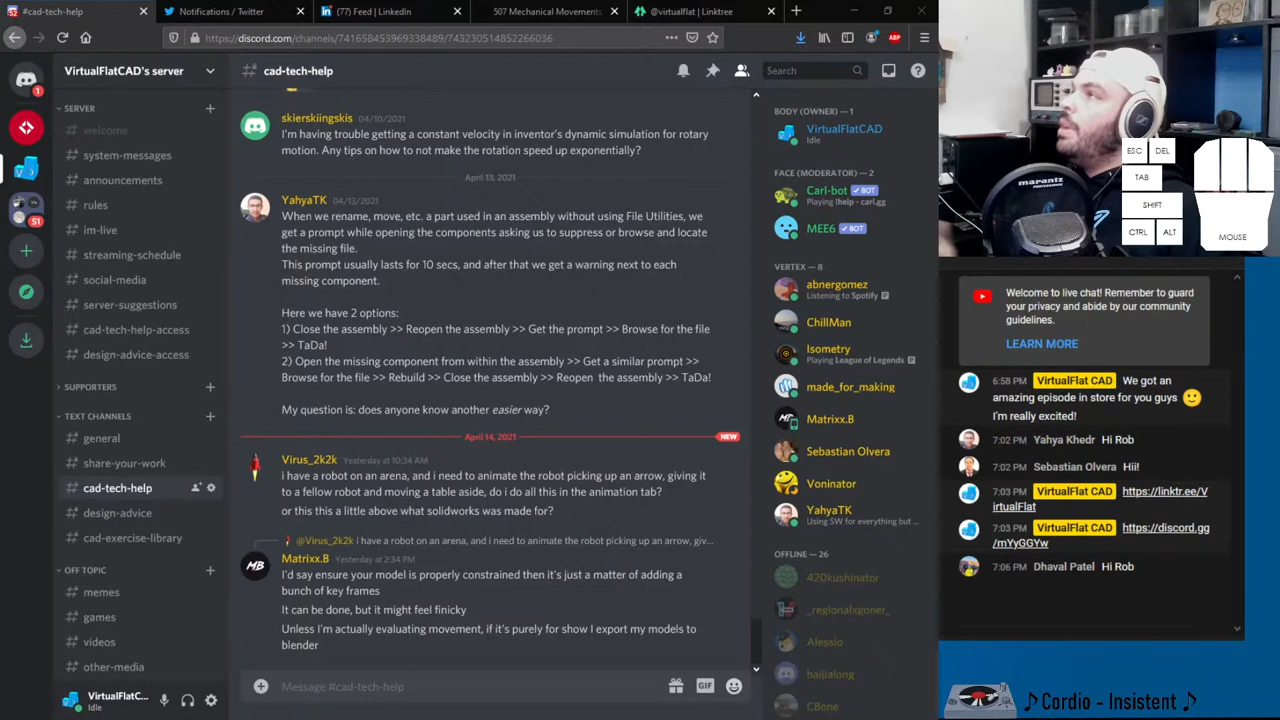 #cad-tech-help
Notifications / Twitter
(77) Feed | LinkedIn
507 Mechanical Movements
@virtualflat | Linktree
https://discord.com/channels/741658453969338489/743230514852266036
ABP
VirtualFlatCAD's server
cad-tech-help
Search
1
51
SERVER
welcome
system-messages
announcements
rules
im-live
streaming-schedule
social-media
server-suggestions
cad-tech-help-access
design-advice-access
SUPPORTERS
TEXT CHANNELS
general
share-your-work
cad-tech-help
design-advice
cad-exercise-library
OFF TOPIC
memes
games
videos
other-media
VirtualFlatC...
Idle
skierskiingskis 04/10/2021
I'm having trouble getting a constant velocity in inventor's dynamic simulation for rotary
motion. Any tips on how to not make the rotation speed up exponentially?
April 13, 2021
YahyaTK 04/13/2021
When we rename, move, etc. a part used in an assembly without using File Utilities, we
get a prompt while opening the components asking us to suppress or browse and locate
the missing file.
This prompt usually lasts for 10 secs, and after that we get a warning next to each
missing component.
Here we have 2 options:
1) Close the assembly >> Reopen the assembly >> Get the prompt >> Browse for the file
>> TaDa!
2) Open the missing component from within the assembly >> Get a similar prompt >>
Browse for the file >> Rebuild >> Close the assembly >> Reopen the assembly >> TaDa!
My question is: does anyone know another easier way?
April 14, 2021
NEW
Virus_2k2k Yesterday at 10:34 AM
i have a robot on an arena, and i need to animate the robot picking up an arrow, giving it
to a fellow robot and moving a table aside, do i do all this in the animation tab?
or this this a little above what solidworks was made for?
@Virus_2k2k i have a robot on an arena, and i need to animate the robot picking up an arrow, giv...
MB
Matrixx.B Yesterday at 2:34 PM
I'd say ensure your model is properly constrained then it's just a matter of adding a
bunch of key frames
It can be done, but it might feel finicky
Unless I'm actually evaluating movement, if it's purely for show I export my models to
blender
Message #cad-tech-help
GIF
BODY (OWNER) — 1
VirtualFlatCAD
Idle
FACE (MODERATOR) — 2
Carl-bot BOT
Playing !help - carl.gg
MEE6 BOT
VERTEX — 8
abnergomez
Listening to Spotify
ChillMan
Isometry
Playing League of Legends
made_for_making
Matrixx.B
Sebastian Olvera
Voninator
YahyaTK
Using SW for everything but ...
OFFLINE — 26
420kushinator
_regionalxgoner_
Alessio
baijialong
CBone
marantz
PROFESSIONAL
ESC
DEL
TAB
SHIFT
CTRL
ALT
MOUSE
Welcome to live chat! Remember to guard
your privacy and abide by our community
guidelines.
LEARN MORE
6:58 PM VirtualFlat CAD We got an
amazing episode in store for you guys
I'm really excited!
7:02 PM Yahya Khedr Hi Rob
7:02 PM Sebastian Olvera Hii!
7:03 PM VirtualFlat CAD https://linktr.ee/V
irtualFlat
7:03 PM VirtualFlat CAD https://discord.gg
/mYyGGYw
7:06 PM Dhaval Patel Hi Rob
♪ Cordio - Insistent ♪